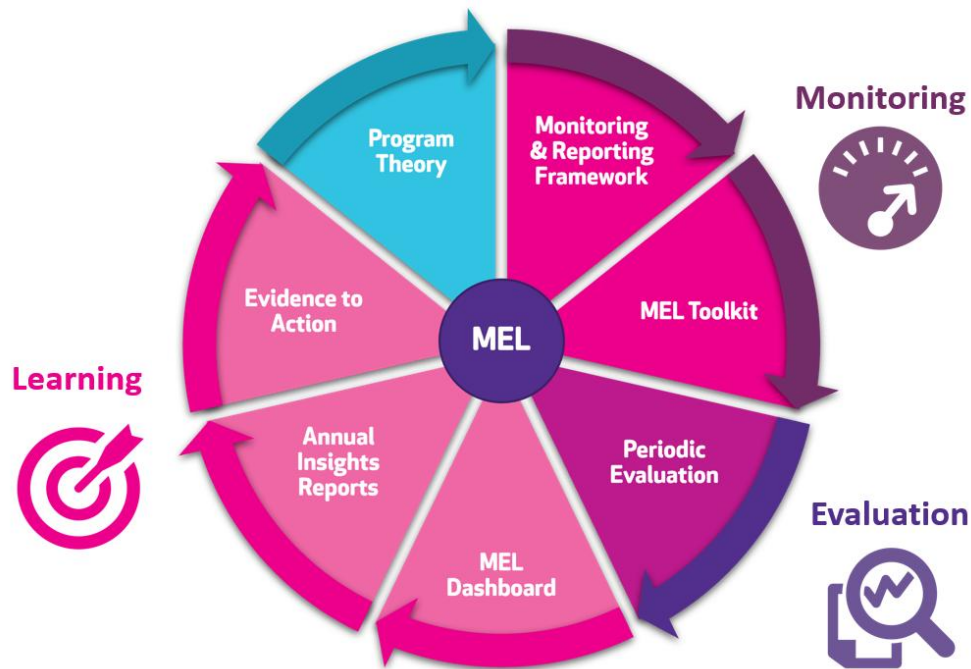 Program
Theory
Monitoring
& Reporting
Framework
Monitoring
MEL Toolkit
Periodic
Evaluation
Evaluation
MEL
Dashboard
Annual
Insights
Reports
Learning
Evidence to
Action
MEL